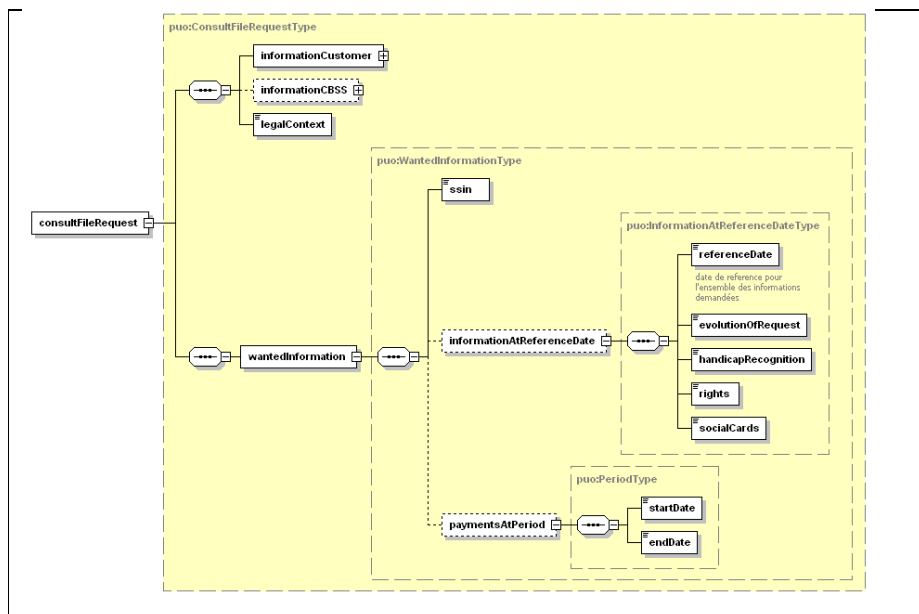 puo:ConsultFileRequestType
informationCustomer
informationCBSS
legalContext
puo:WantedInformationType
ssin
consultFileRequest
puo:InformationAtReferenceDateType
referenceDate
date de reference pour
l'ensemble des informations
demandées
evolutionOfRequest
informationAtReferenceDate
wantedInformation
handicapRecognition
rights
socialCards
puo:PeriodType
startDate
paymentsAtPeriod
endDate